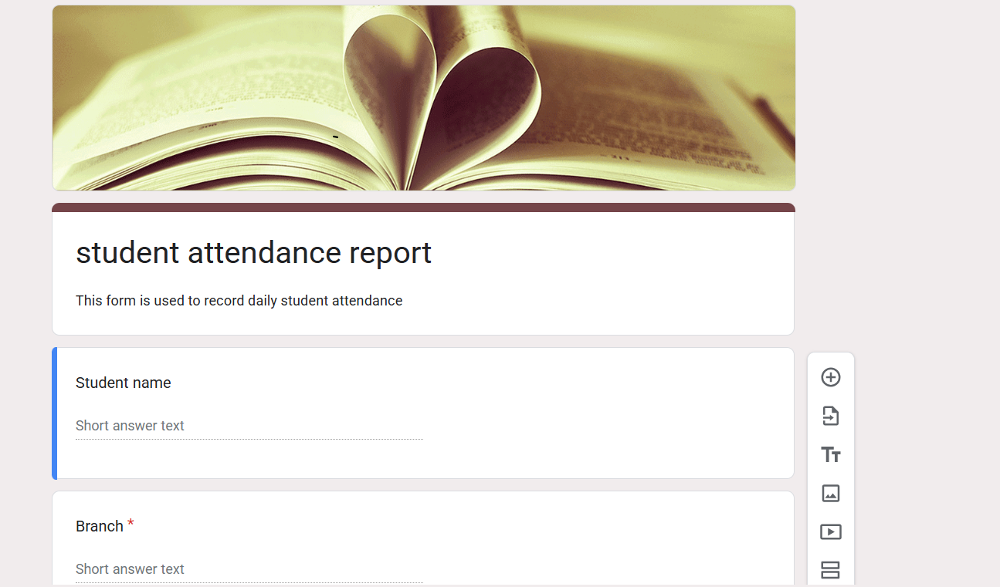 student attendance report
This form is used to record daily student attendance
Student name
Short answer text
Branch *
Short answer text